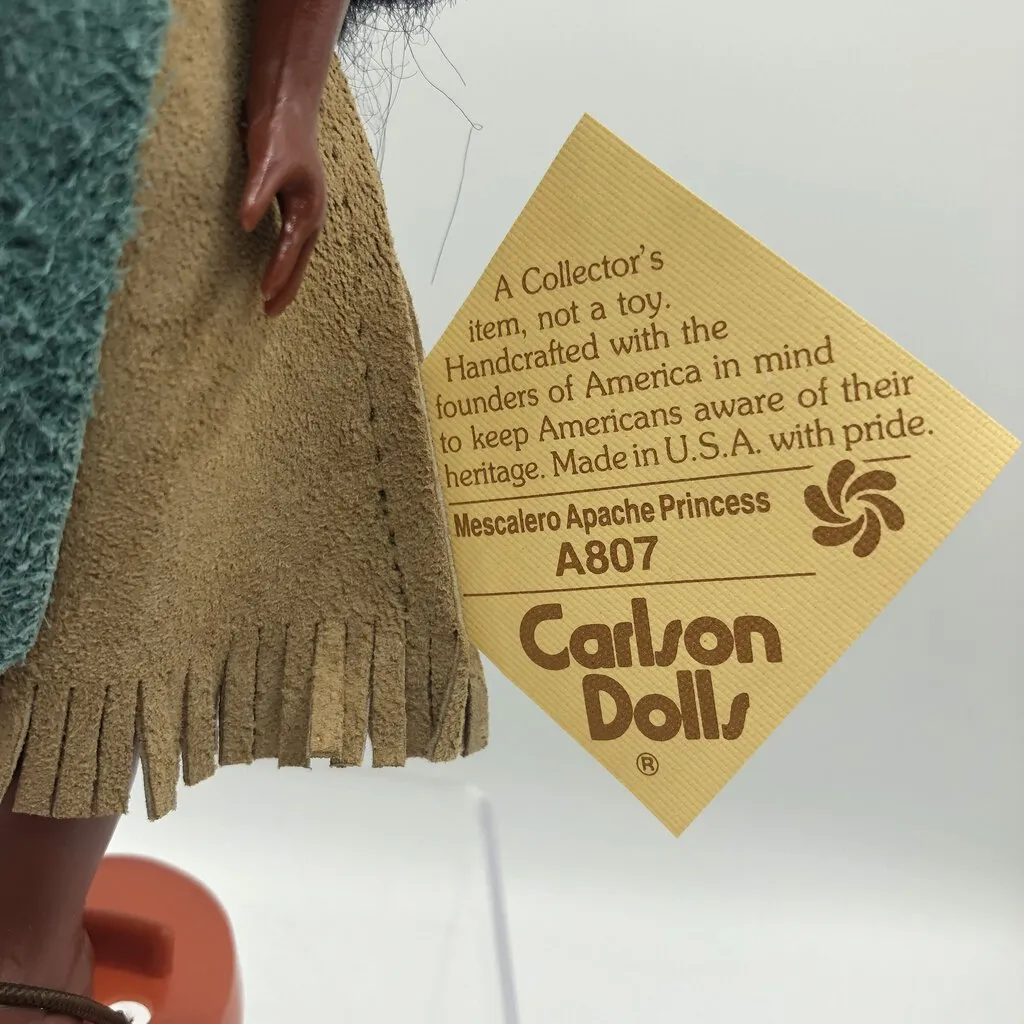 A Collector's
item, not a toy.
Handcrafted with the
founders of America in mind
to keep Americans aware of their
heritage. Made in U.S.A. with pride.
Mescalero Apache Princess
A807
Carlson
Dolls
®